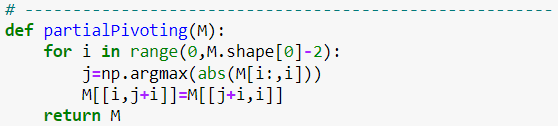 # -------------------------------------------------------
def partialPivoting(M):
    for i in range(0,M.shape[0]-2):
        j=np.argmax(abs(M[i:,i]))
        M[[i,j+i]]=M[[j+i,i]]
    return M